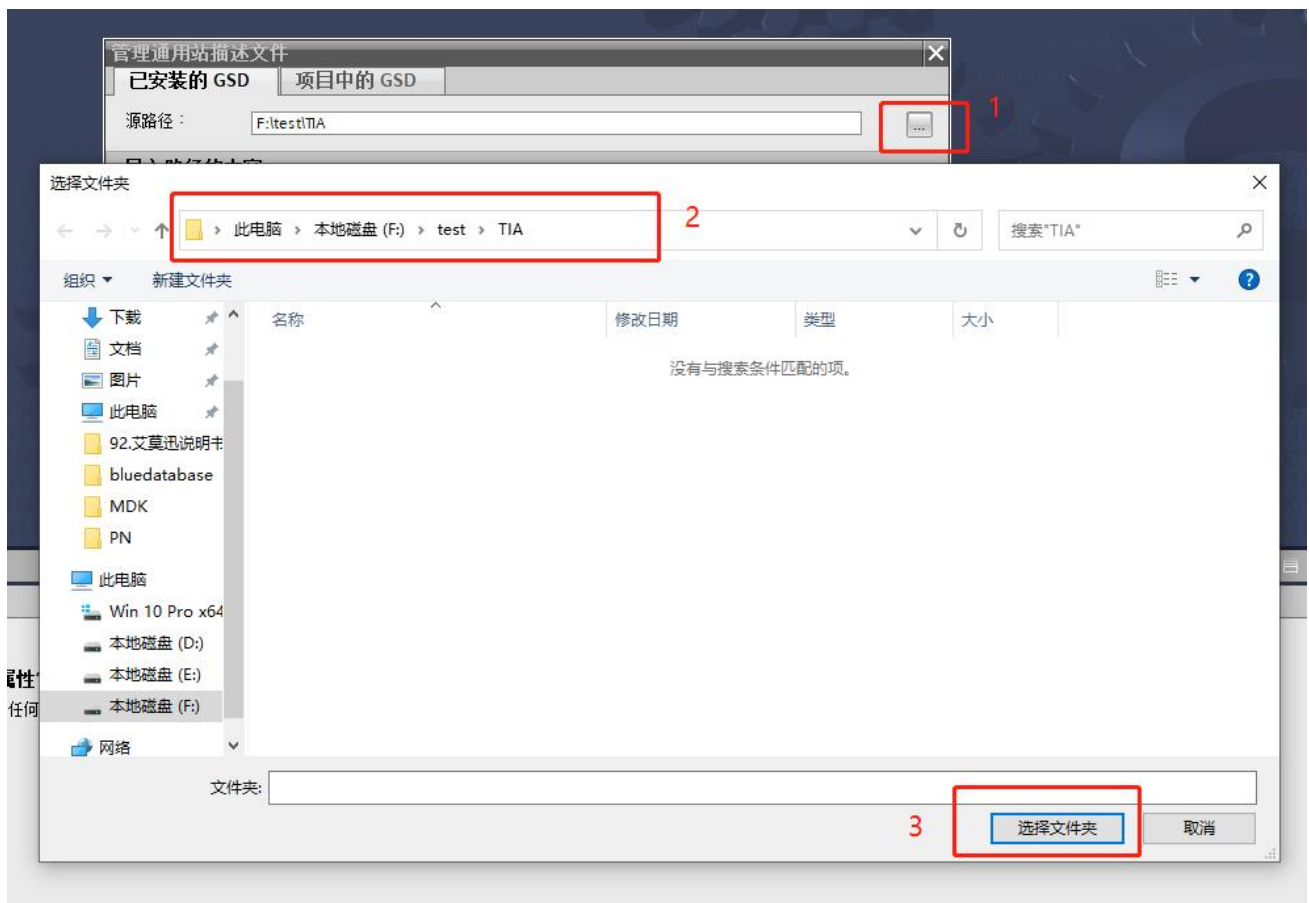 管理通用站描述文件
已安装的 GSD
项目中的 GSD
源路径：
F:\test\TIA
...
1
选择文件夹
此电脑 › 本地磁盘 (F:) › test › TIA
2
搜索"TIA"
组织
新建文件夹
名称
修改日期
类型
大小
没有与搜索条件匹配的项。
下载
文档
图片
此电脑
92.艾莫迅说明书
bluedatabase
MDK
PN
此电脑
Win 10 Pro x64
本地磁盘 (D:)
本地磁盘 (E:)
本地磁盘 (F:)
网络
属性
任何
文件夹:
3
选择文件夹
取消